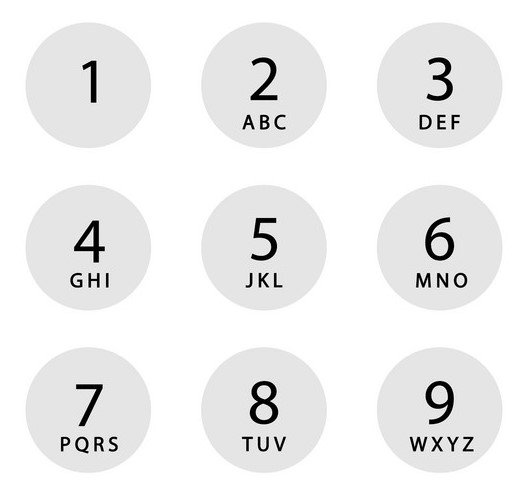 1 2 3
ABC DEF
4 5 6
GHI JKL MNO
7 8 9
PQRS TUV WXYZ